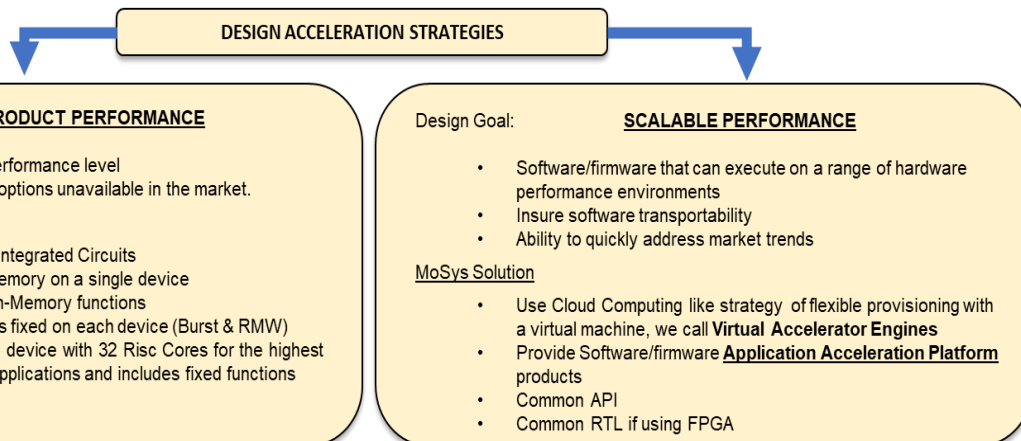 DESIGN ACCELERATION STRATEGIES
RODUCT PERFORMANCE
erformance level
options unavailable in the market.
ntegrated Circuits
emory on a single device
n-Memory functions
s fixed on each device (Burst & RMW)
device with 32 Risc Cores for the highest
pplications and includes fixed functions
Design Goal: SCALABLE PERFORMANCE
• Software/firmware that can execute on a range of hardware
performance environments
• Insure software transportability
• Ability to quickly address market trends
MoSys Solution
• Use Cloud Computing like strategy of flexible provisioning with
a virtual machine, we call Virtual Accelerator Engines
• Provide Software/firmware Application Acceleration Platform
products
• Common API
• Common RTL if using FPGA